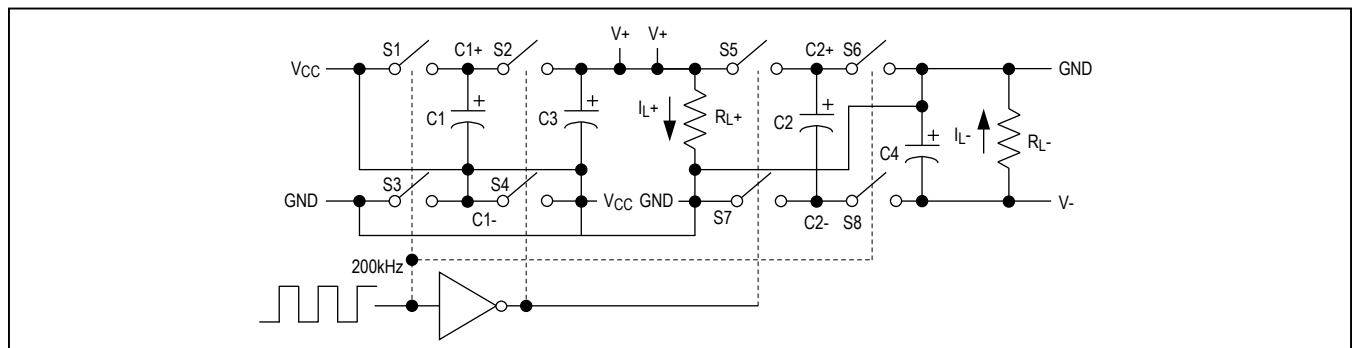 V+ V+
S1 C1+ S2 S5 C2+ S6
VCC GND
+ + + +
C1 C3 IL+ RL+ C2 C4 IL- RL-
S3 S4
GND VCC GND V-
C1- S7 C2- S8
200kHz